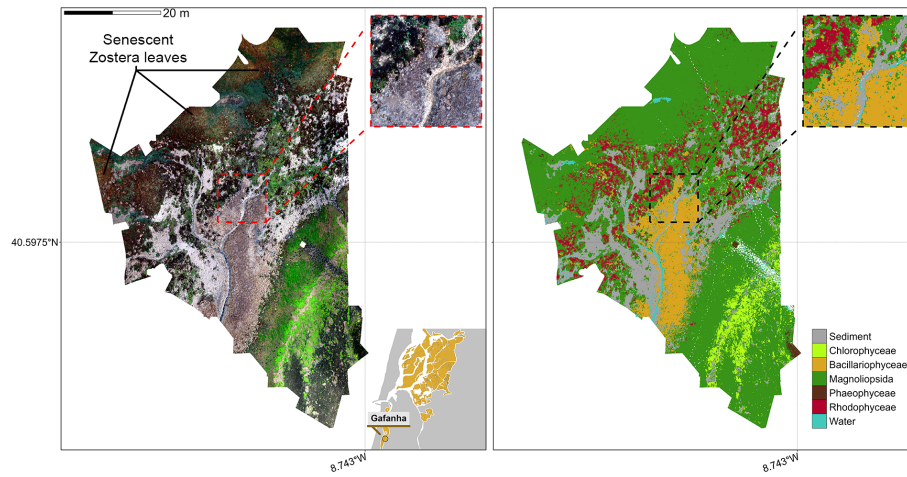 20 m
Senescent
Zostera leaves
40.5975°N
Gafanha
8.743°W
Sediment
Chlorophyceae
Bacillariophyceae
Magnoliopsida
Phaeophyceae
Rhodophyceae
Water
8.743°W